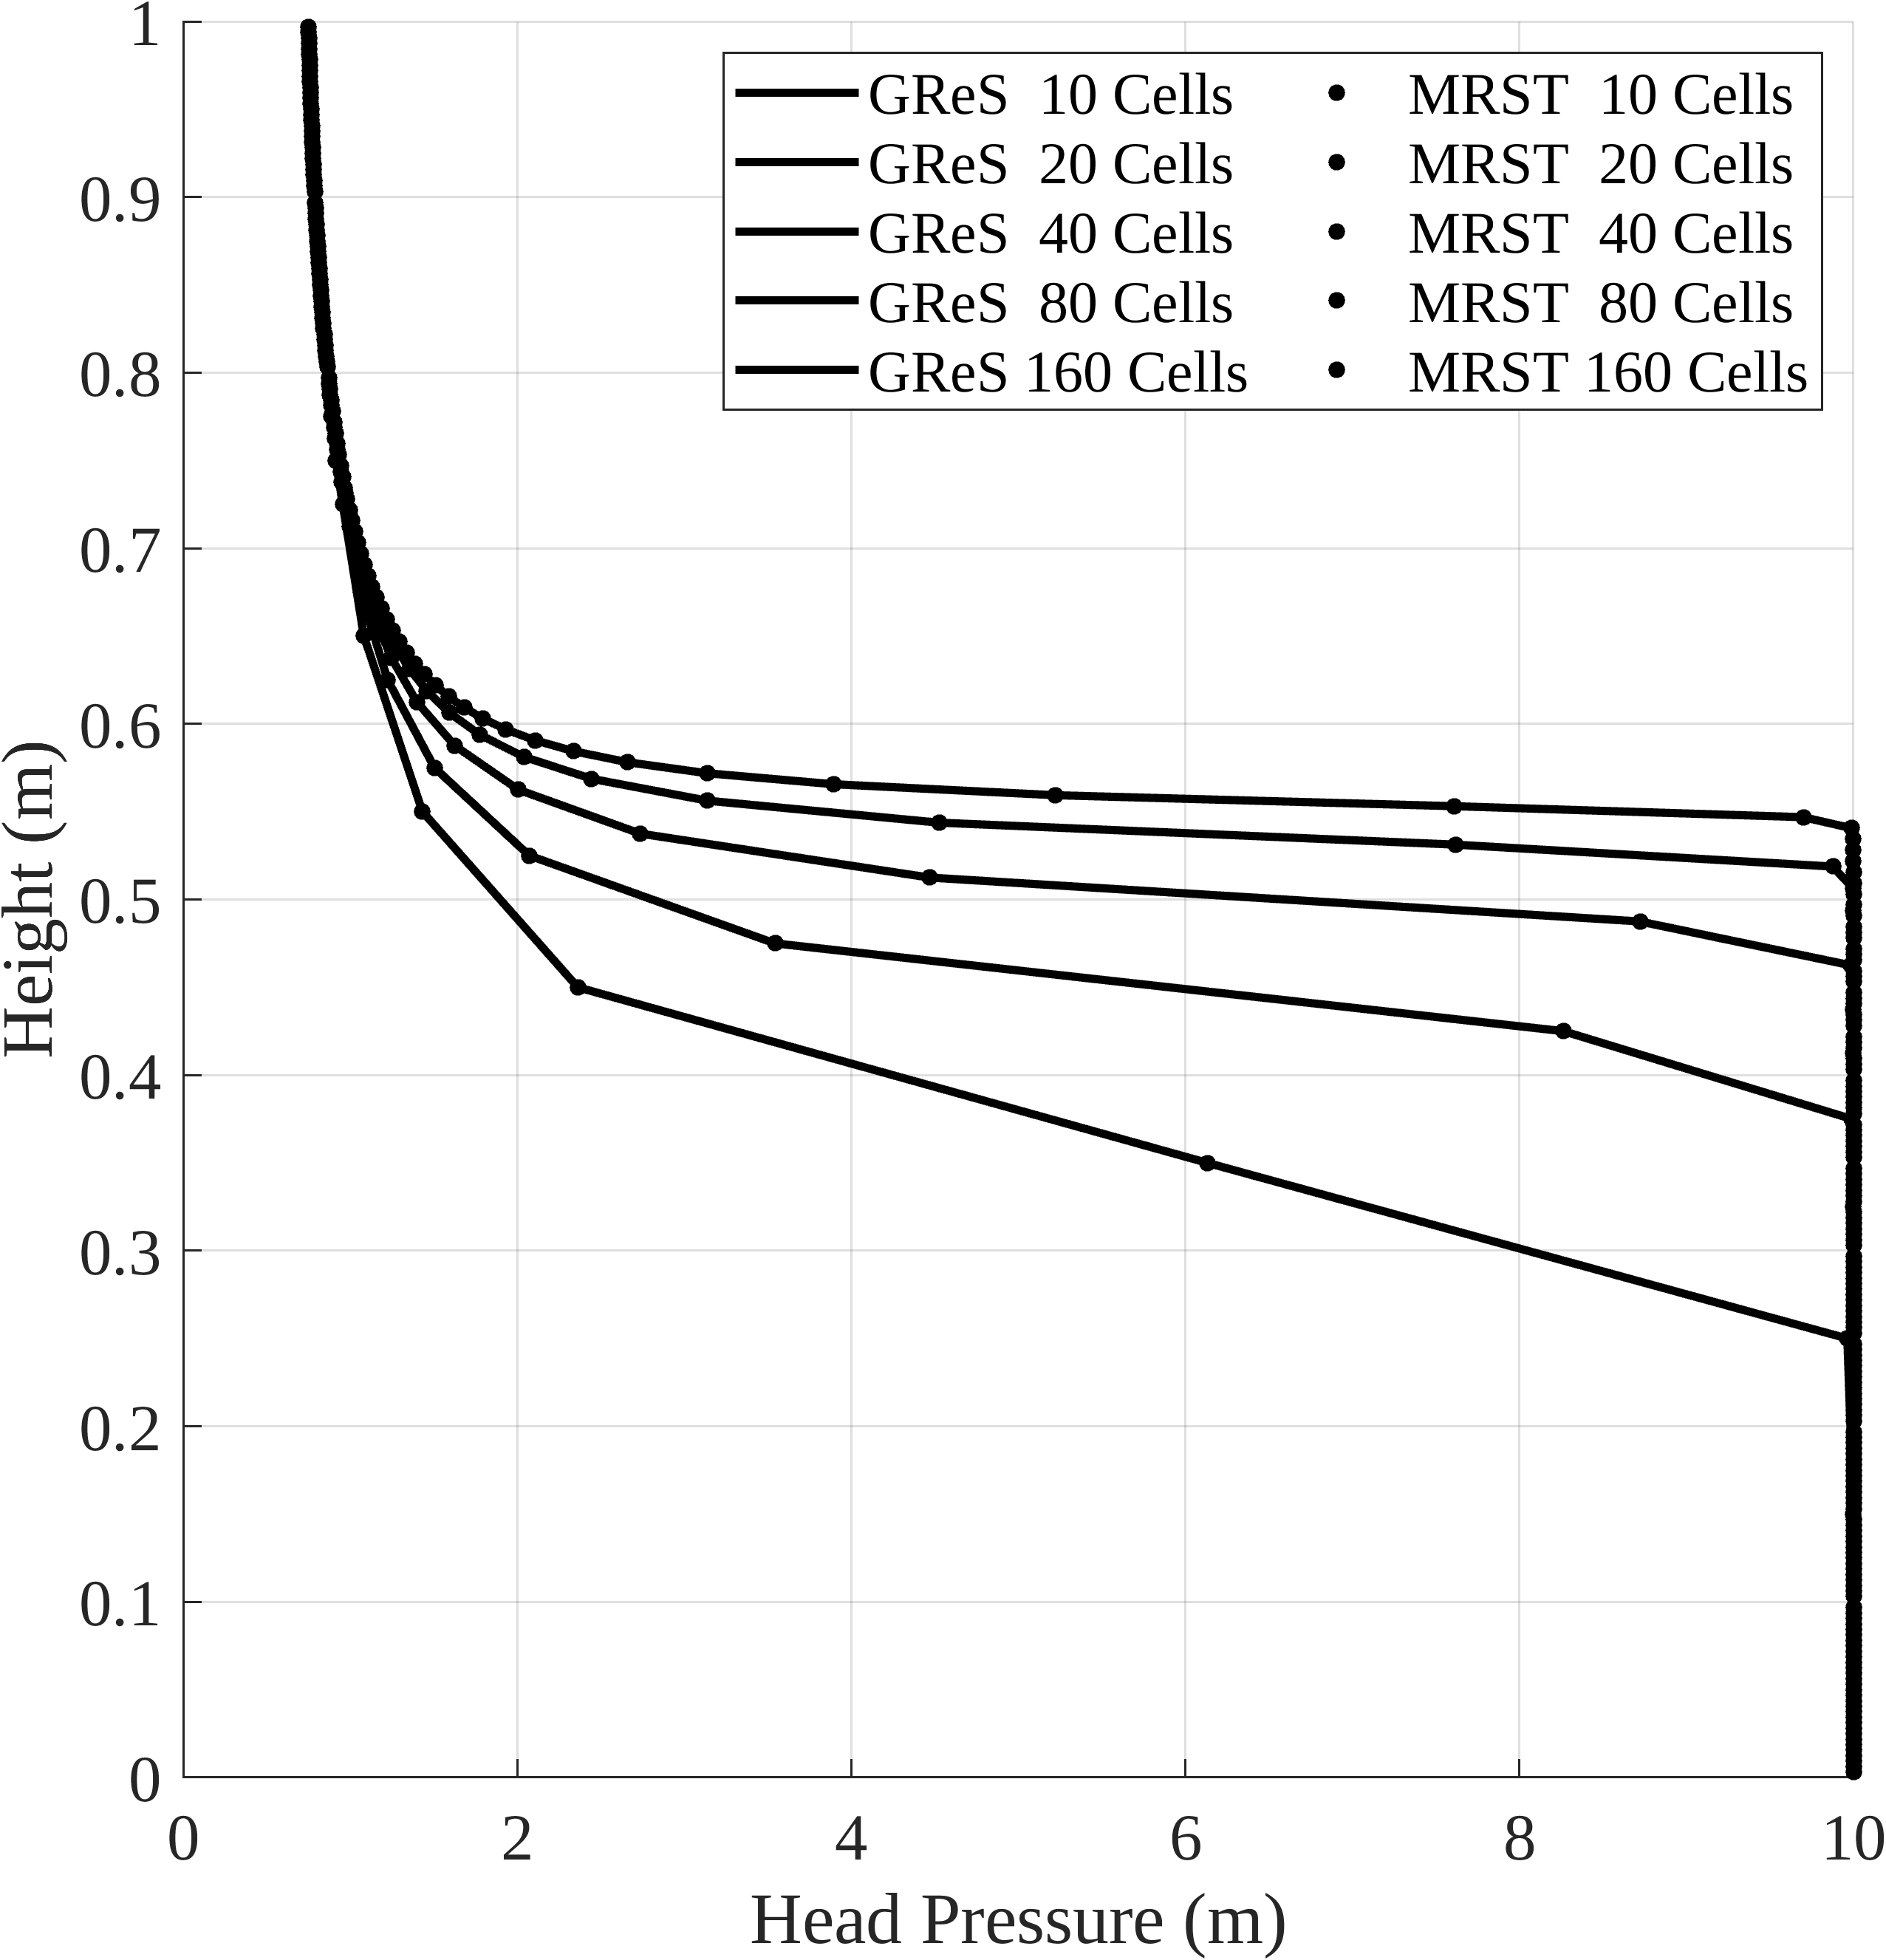 1
0.9
0.8
0.7
0.6
0.5
0.4
0.3
0.2
0.1
0
Height (m)
GReS 10 Cells MRST 10 Cells
GReS 20 Cells MRST 20 Cells
GReS 40 Cells MRST 40 Cells
GReS 80 Cells MRST 80 Cells
GReS 160 Cells MRST 160 Cells
0 2 4 6 8 10
Head Pressure (m)